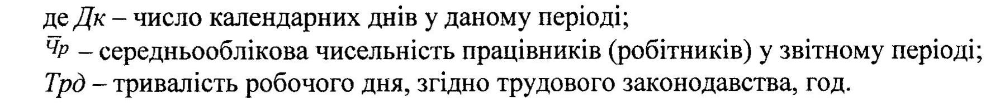 де Дк – число календарних днів у даному періоді;
Ч̅р – середньооблікова чисельність працівників (робітників) у звітному періоді;
Трд – тривалість робочого дня, згідно трудового законодавства, год.